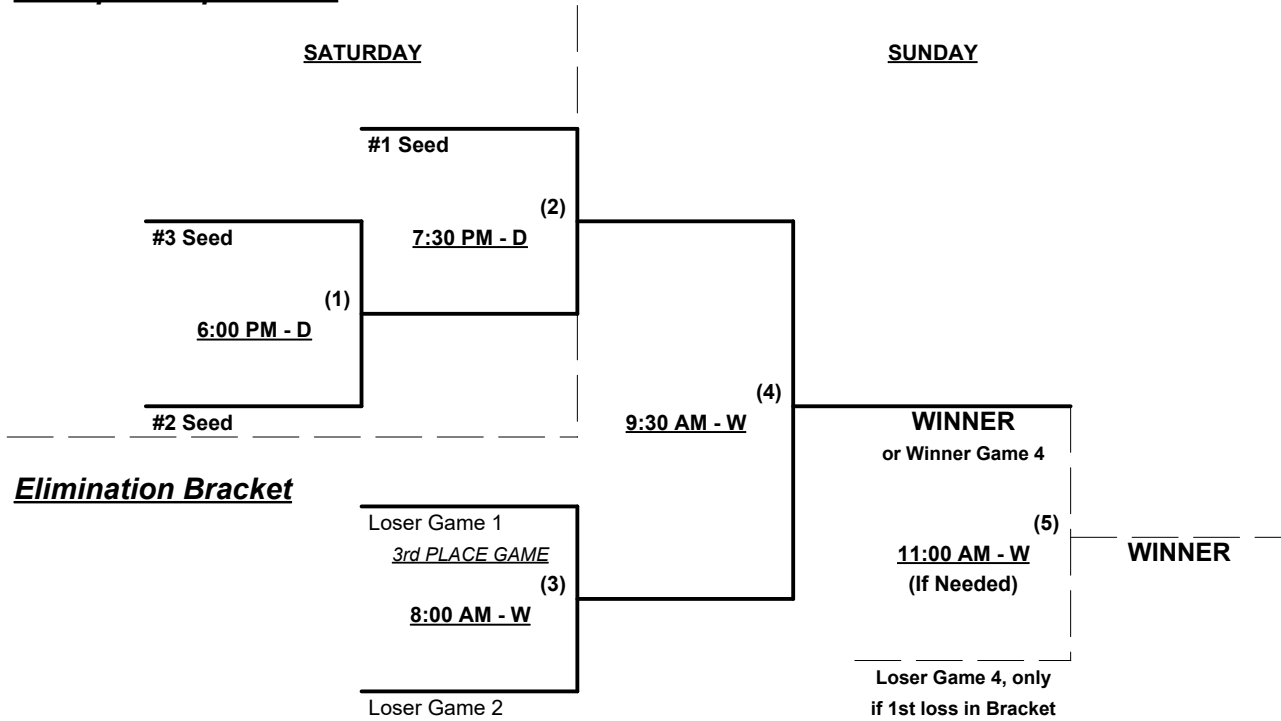 SATURDAY
SUNDAY
#1 Seed
(2)
7:30 PM - D
#3 Seed
(1)
6:00 PM - D
#2 Seed
(4)
9:30 AM - W
WINNER
or Winner Game 4
Elimination Bracket
Loser Game 1
3rd PLACE GAME
(3)
8:00 AM - W
Loser Game 2
(5)
11:00 AM - W
(If Needed)
WINNER
Loser Game 4, only
if 1st loss in Bracket